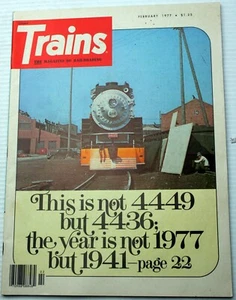 FEBRUARY 1977 • $1.25
Trains
THE MAGAZINE OF RAILROADING
This is not 4449
but 4436;
the year is not 1977
but 1941—page 22